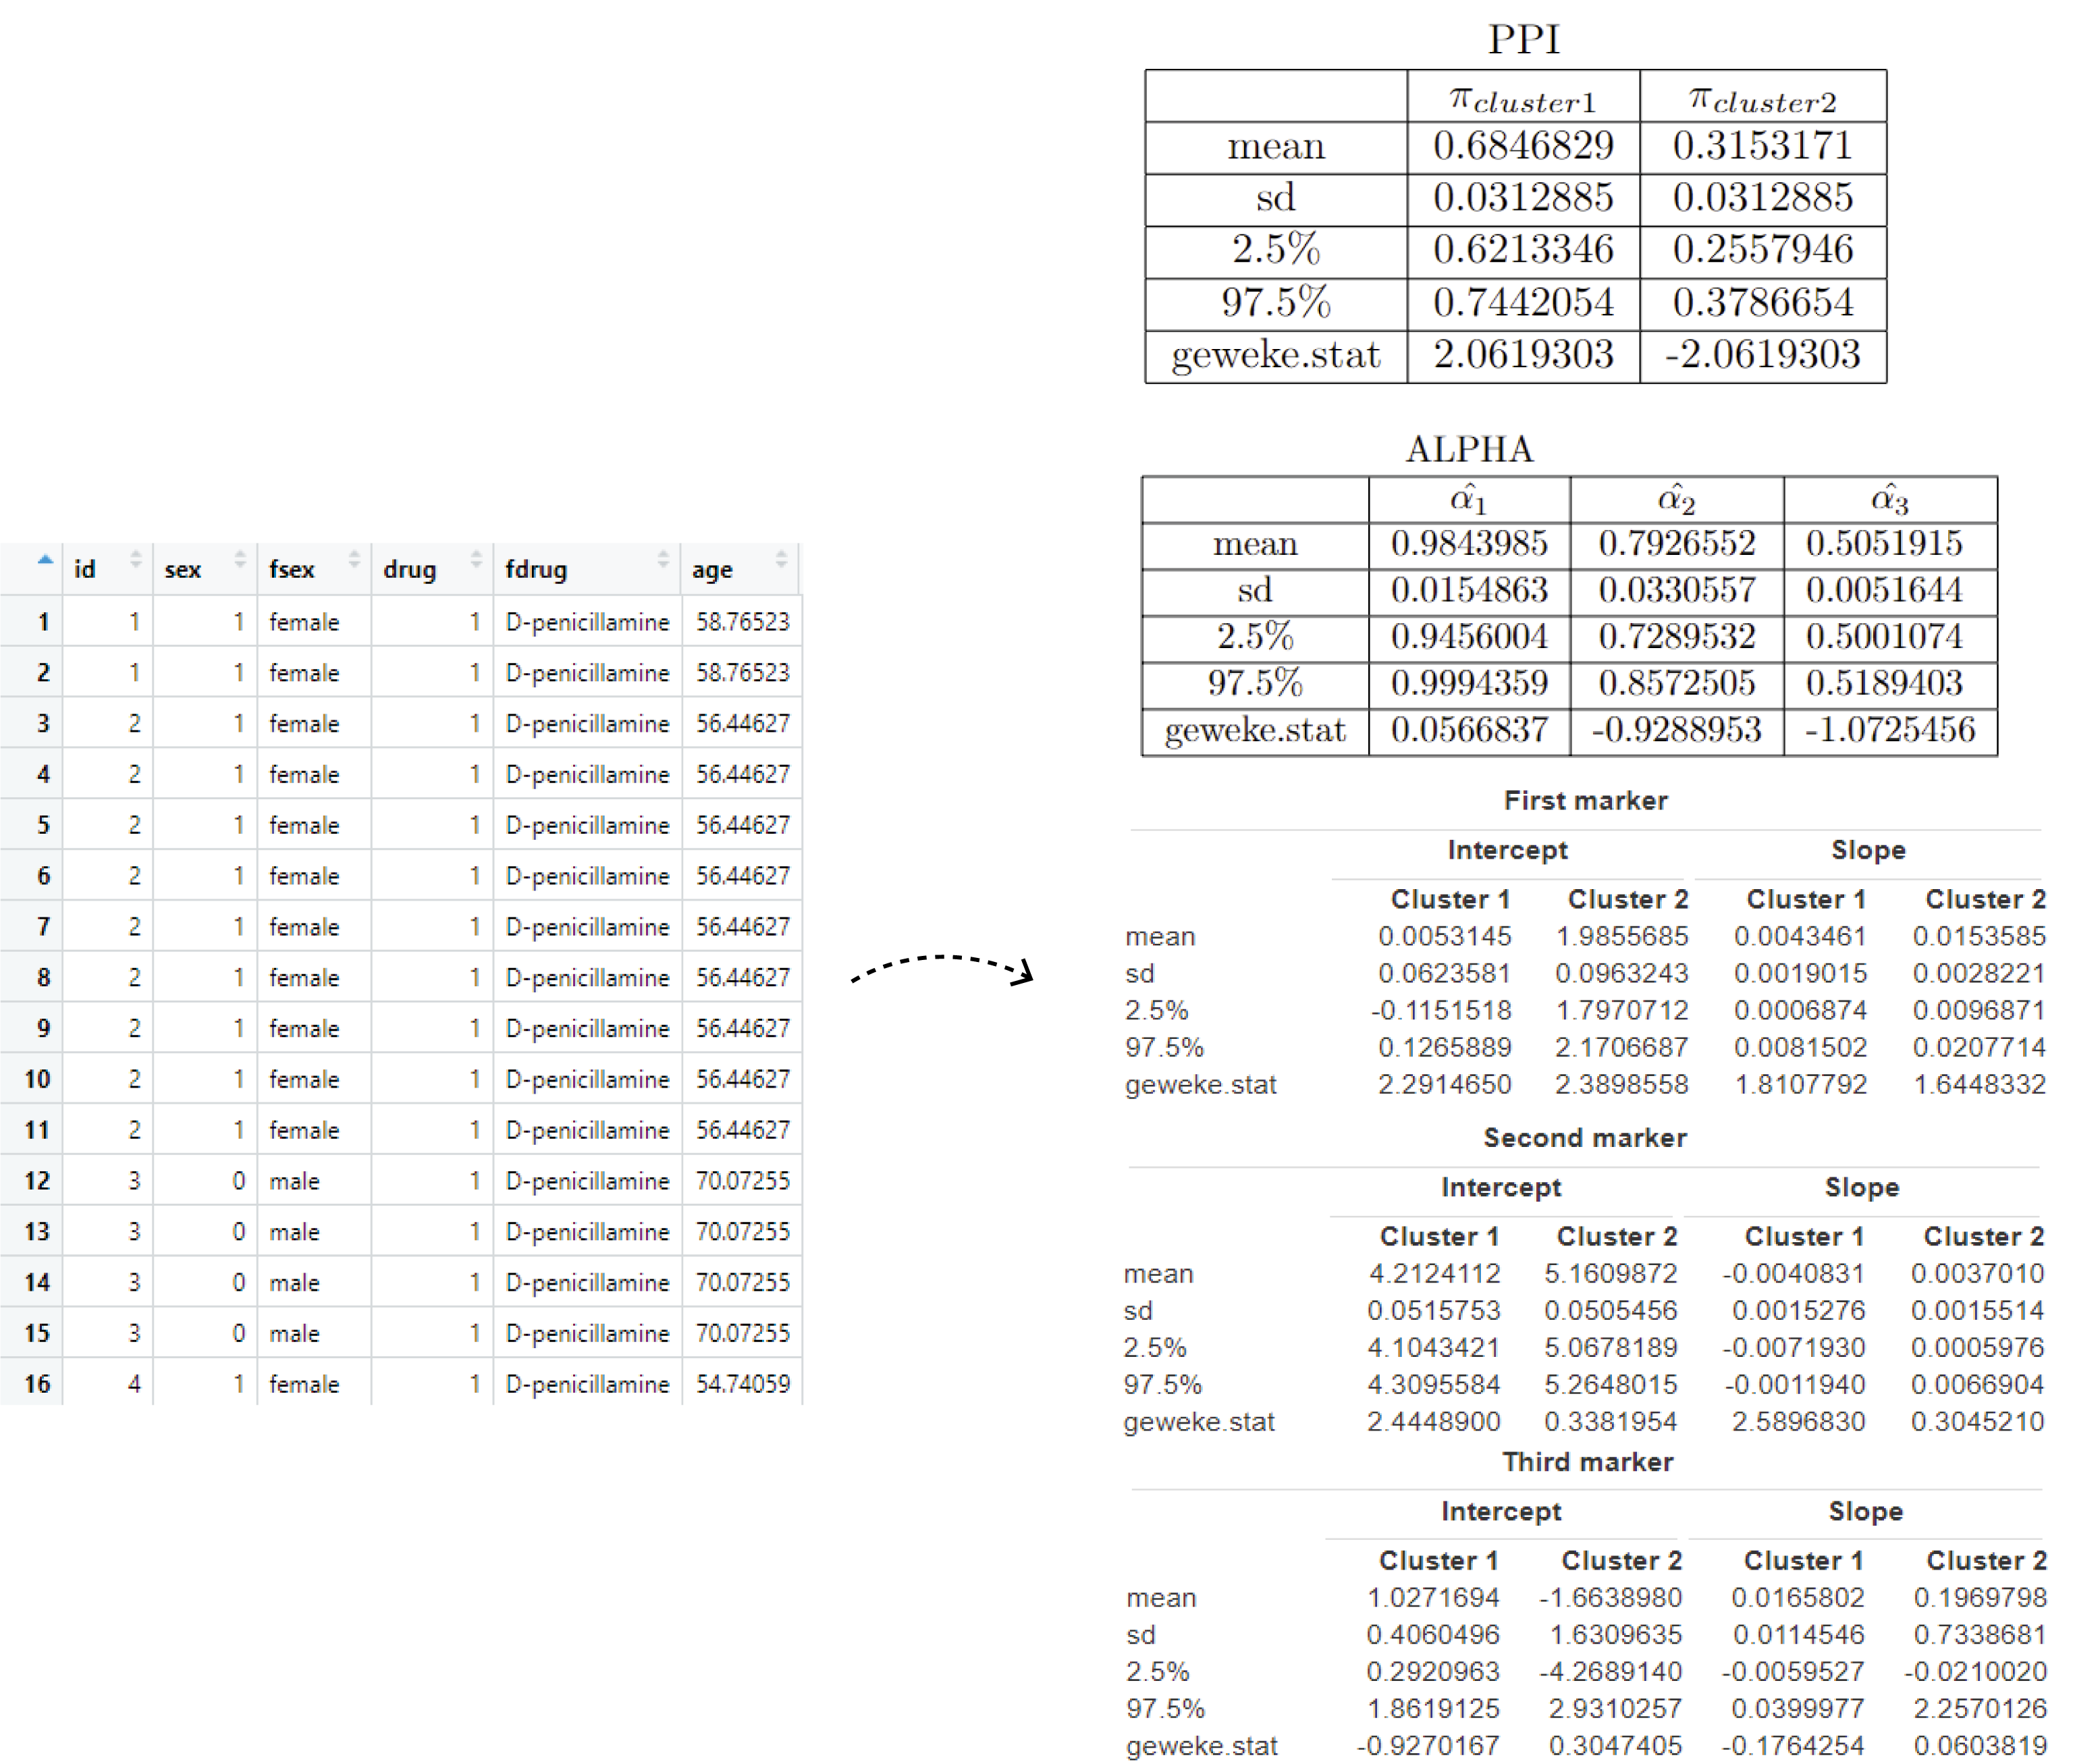 id sex fsex drug fdrug age
1 1 1 female 1 D-penicillamine 58.76523
2 1 1 female 1 D-penicillamine 58.76523
3 2 1 female 1 D-penicillamine 56.44627
4 2 1 female 1 D-penicillamine 56.44627
5 2 1 female 1 D-penicillamine 56.44627
6 2 1 female 1 D-penicillamine 56.44627
7 2 1 female 1 D-penicillamine 56.44627
8 2 1 female 1 D-penicillamine 56.44627
9 2 1 female 1 D-penicillamine 56.44627
10 2 1 female 1 D-penicillamine 56.44627
11 2 1 female 1 D-penicillamine 56.44627
12 3 0 male 1 D-penicillamine 70.07255
13 3 0 male 1 D-penicillamine 70.07255
14 3 0 male 1 D-penicillamine 70.07255
15 3 0 male 1 D-penicillamine 70.07255
16 4 1 female 1 D-penicillamine 54.74059
PPI
π_cluster1 π_cluster2
mean 0.6846829 0.3153171
sd 0.0312885 0.0312885
2.5% 0.6213346 0.2557946
97.5% 0.7442054 0.3786654
geweke.stat 2.0619303 -2.0619303
ALPHA
α̂₁ α̂₂ α̂₃
mean 0.9843985 0.7926552 0.5051915
sd 0.0154863 0.0330557 0.0051644
2.5% 0.9456004 0.7289532 0.5001074
97.5% 0.9994359 0.8572505 0.5189403
geweke.stat 0.0566837 -0.9288953 -1.0725456
First marker
Intercept Slope
Cluster 1 Cluster 2 Cluster 1 Cluster 2
mean 0.0053145 1.9855685 0.0043461 0.0153585
sd 0.0623581 0.0963243 0.0019015 0.0028221
2.5% -0.1151518 1.7970712 0.0006874 0.0096871
97.5% 0.1265889 2.1706687 0.0081502 0.0207714
geweke.stat 2.2914650 2.3898558 1.8107792 1.6448332
Second marker
Intercept Slope
Cluster 1 Cluster 2 Cluster 1 Cluster 2
mean 4.2124112 5.1609872 -0.0040831 0.0037010
sd 0.0515753 0.0505456 0.0015276 0.0015514
2.5% 4.1043421 5.0678189 -0.0071930 0.0005976
97.5% 4.3095584 5.2648015 -0.0011940 0.0066904
geweke.stat 2.4448900 0.3381954 2.5896830 0.3045210
Third marker
Intercept Slope
Cluster 1 Cluster 2 Cluster 1 Cluster 2
mean 1.0271694 -1.6638980 0.0165802 0.1969798
sd 0.4060496 1.6309635 0.0114546 0.7338681
2.5% 0.2920963 -4.2689140 -0.0059527 -0.0210020
97.5% 1.8619125 2.9310257 0.0399977 2.2570126
geweke.stat -0.9270167 0.3047405 -0.1764254 0.0603819